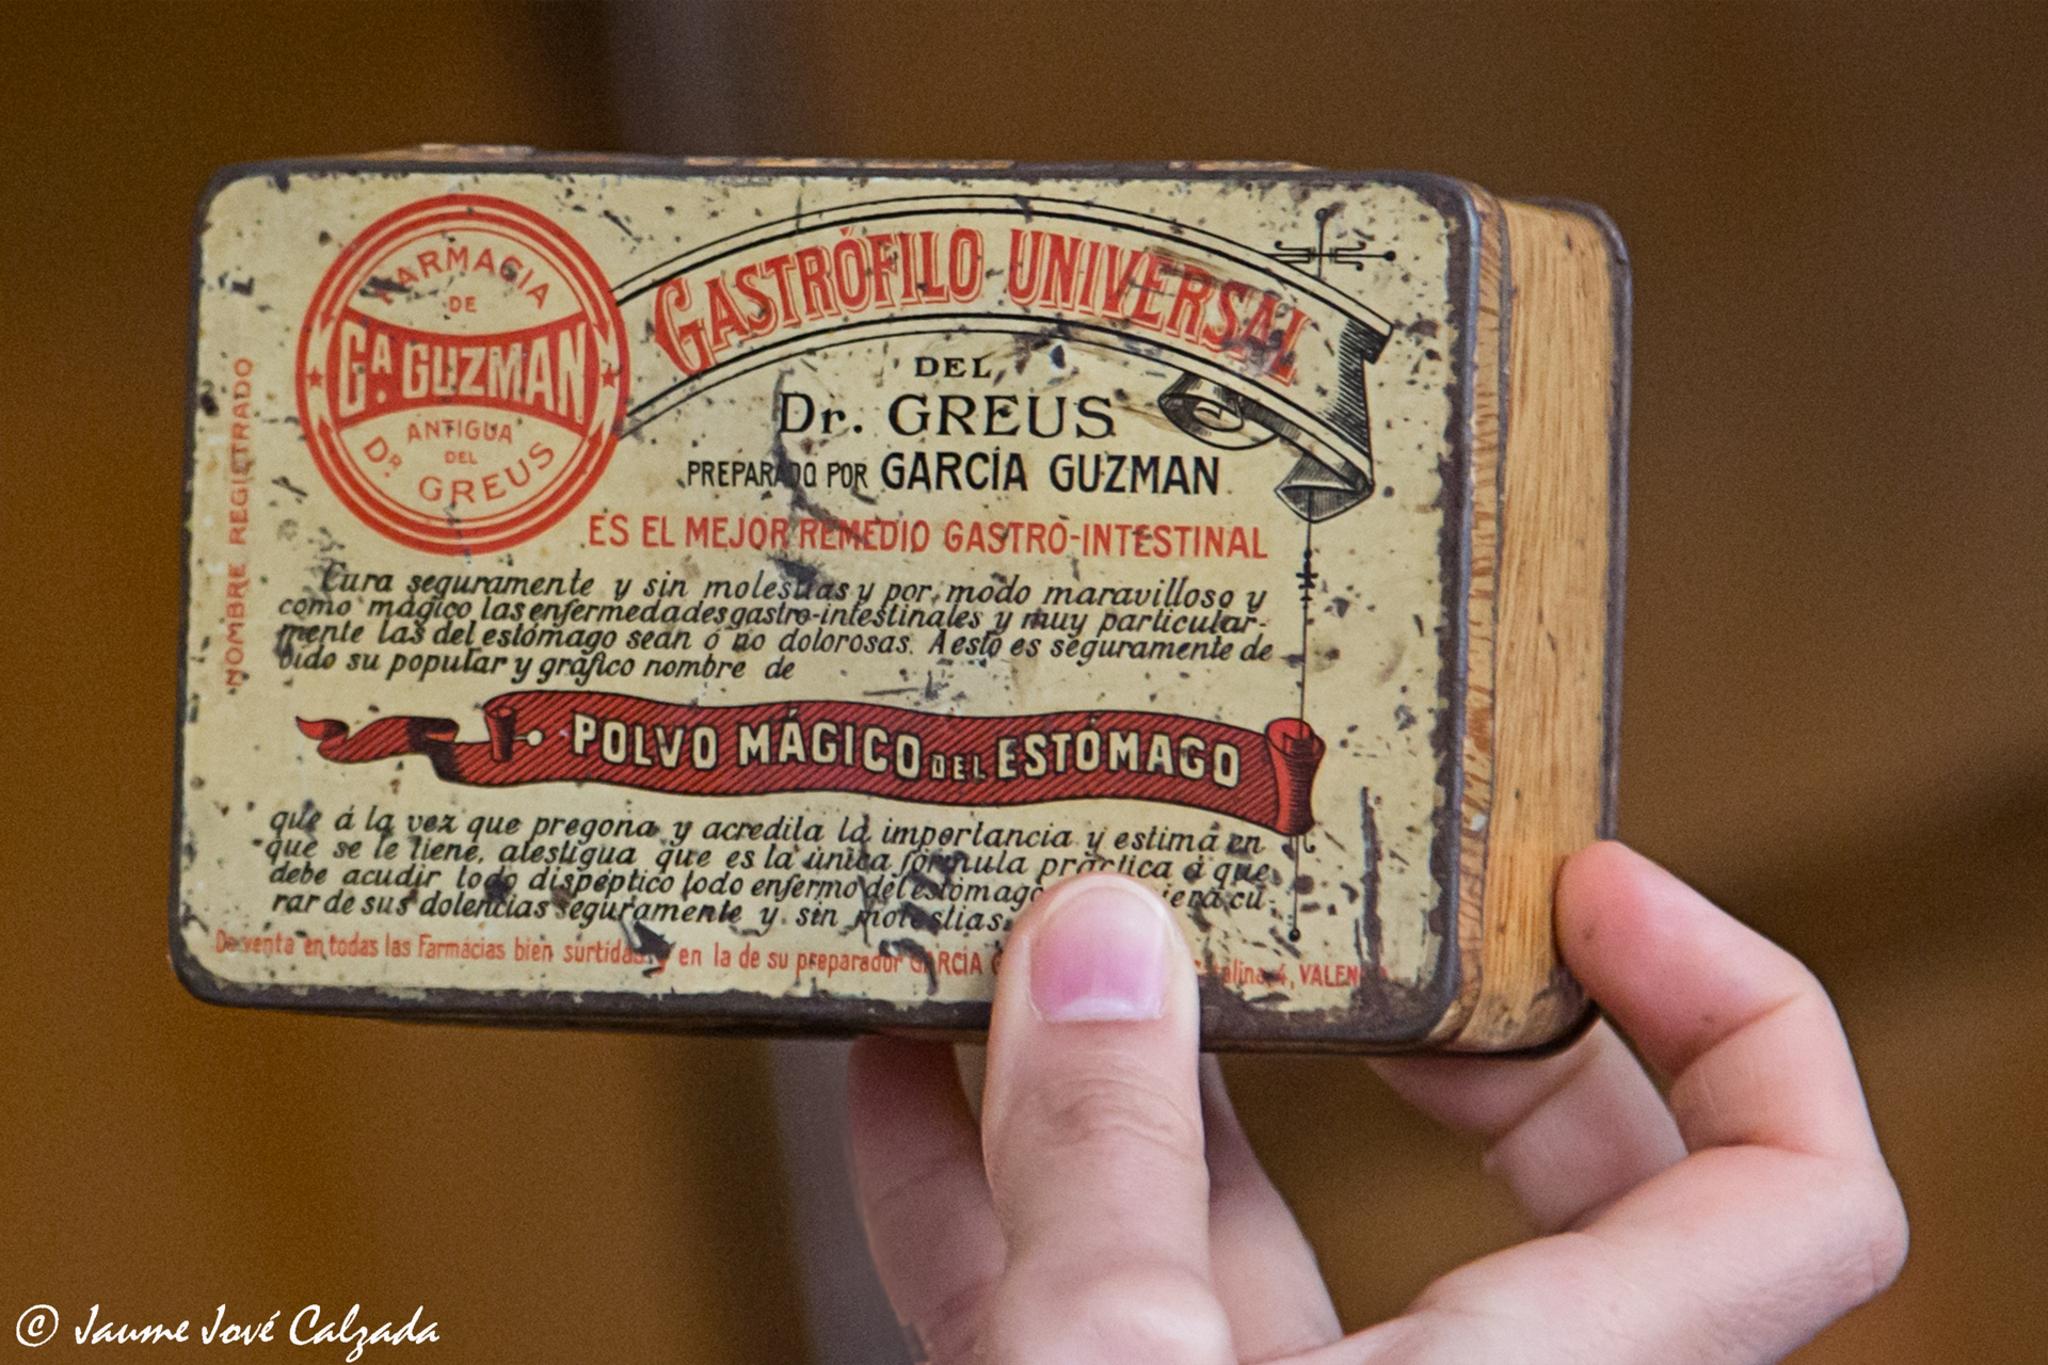 FARMACIA
DE
Gª. GUZMAN
ANTIGUA
DEL
DR. GREUS
NOMBRE REGISTRADO
GASTRÓFILO UNIVERSAL
DEL
Dr. GREUS
PREPARADO POR GARCÍA GUZMAN
ES EL MEJOR REMEDIO GASTRO-INTESTINAL
Cura seguramente y sin molestias y por modo maravilloso y
como mágico las enfermedades gastro-intestinales y muy particular-
mente las del estómago sean ó no dolorosas. A esto es seguramente de
bido su popular y gráfico nombre de
POLVO MÁGICO DEL ESTÓMAGO
que á la vez que pregona y acredita la importancia y estima en
que se le tiene, atestigua que es la única fórmula práctica á que
debe acudir todo dispéptico todo enfermo del estómago
rar de sus dolencias seguramente y sin molestias.
De venta en todas las Farmacias bien surtidas y en la de su preparador GARCÍA
© Jaume Jové Calzada